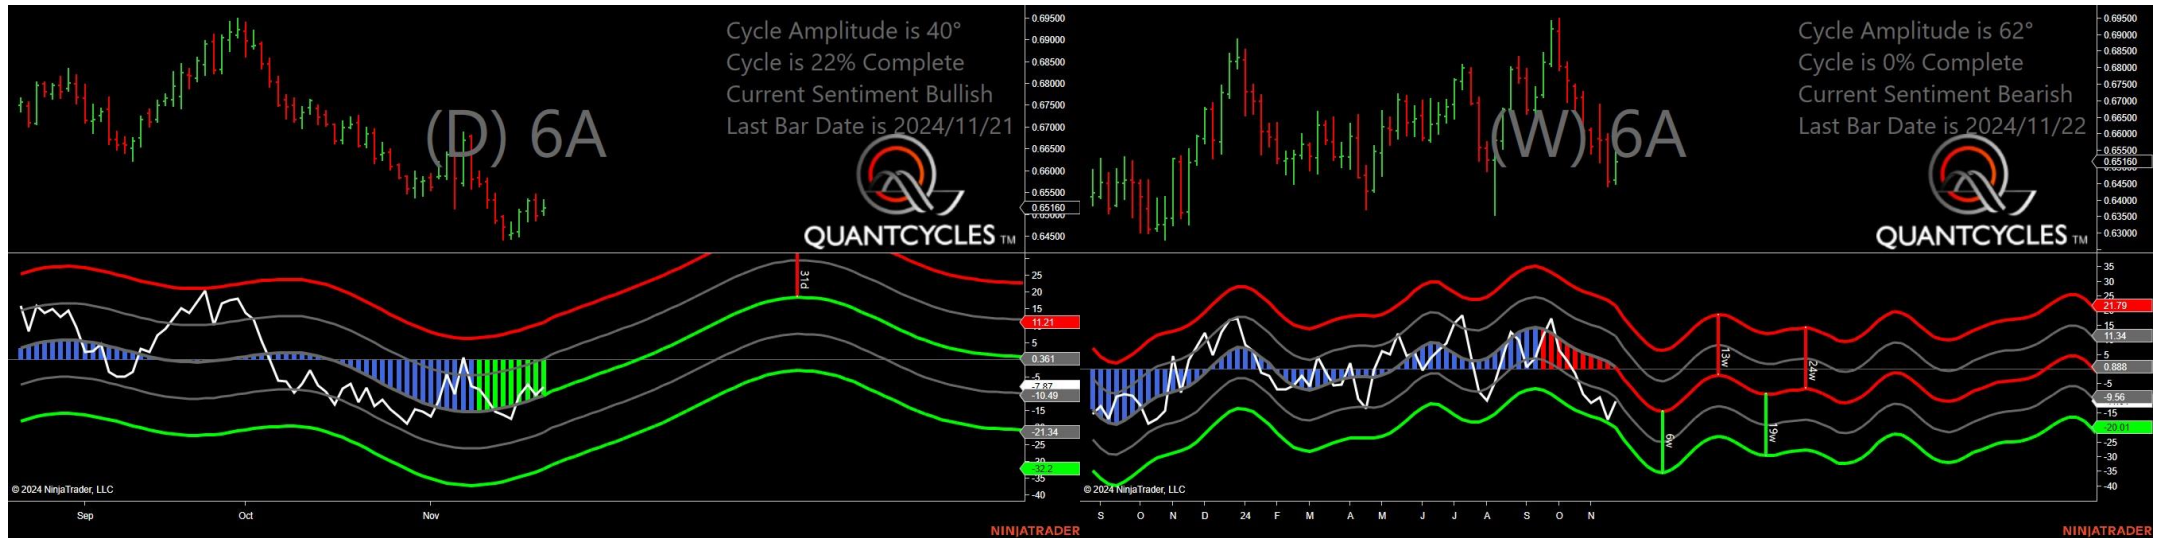 Cycle Amplitude is 40°
Cycle is 22% Complete
Current Sentiment Bullish
Last Bar Date is 2024/11/21
(D) 6A
QUANTCYCLES TM
0.69500
0.69000
0.68500
0.68000
0.67500
0.67000
0.66500
0.66000
0.65500
0.65160
0.65000
0.64500
31d
25
20
15
11.21
5
0.361
-5
-7.87
-10.49
-15
-21.34
-25
-30
-32.2
-35
-40
© 2024 NinjaTrader, LLC
Sep
Oct
Nov
NINJATRADER
Cycle Amplitude is 62°
Cycle is 0% Complete
Current Sentiment Bearish
Last Bar Date is 2024/11/22
(W) 6A
QUANTCYCLES TM
0.69500
0.69000
0.68500
0.68000
0.67500
0.67000
0.66500
0.66000
0.65500
0.65160
0.64500
0.64000
0.63500
0.63000
13w
24w
6w
19w
35
30
25
21.79
15
11.34
5
0.888
-5
-9.56
-15
-20.01
-30
-35
-40
© 2024 NinjaTrader, LLC
S
O
N
D
24
F
M
A
M
J
J
A
S
O
N
NINJATRADER